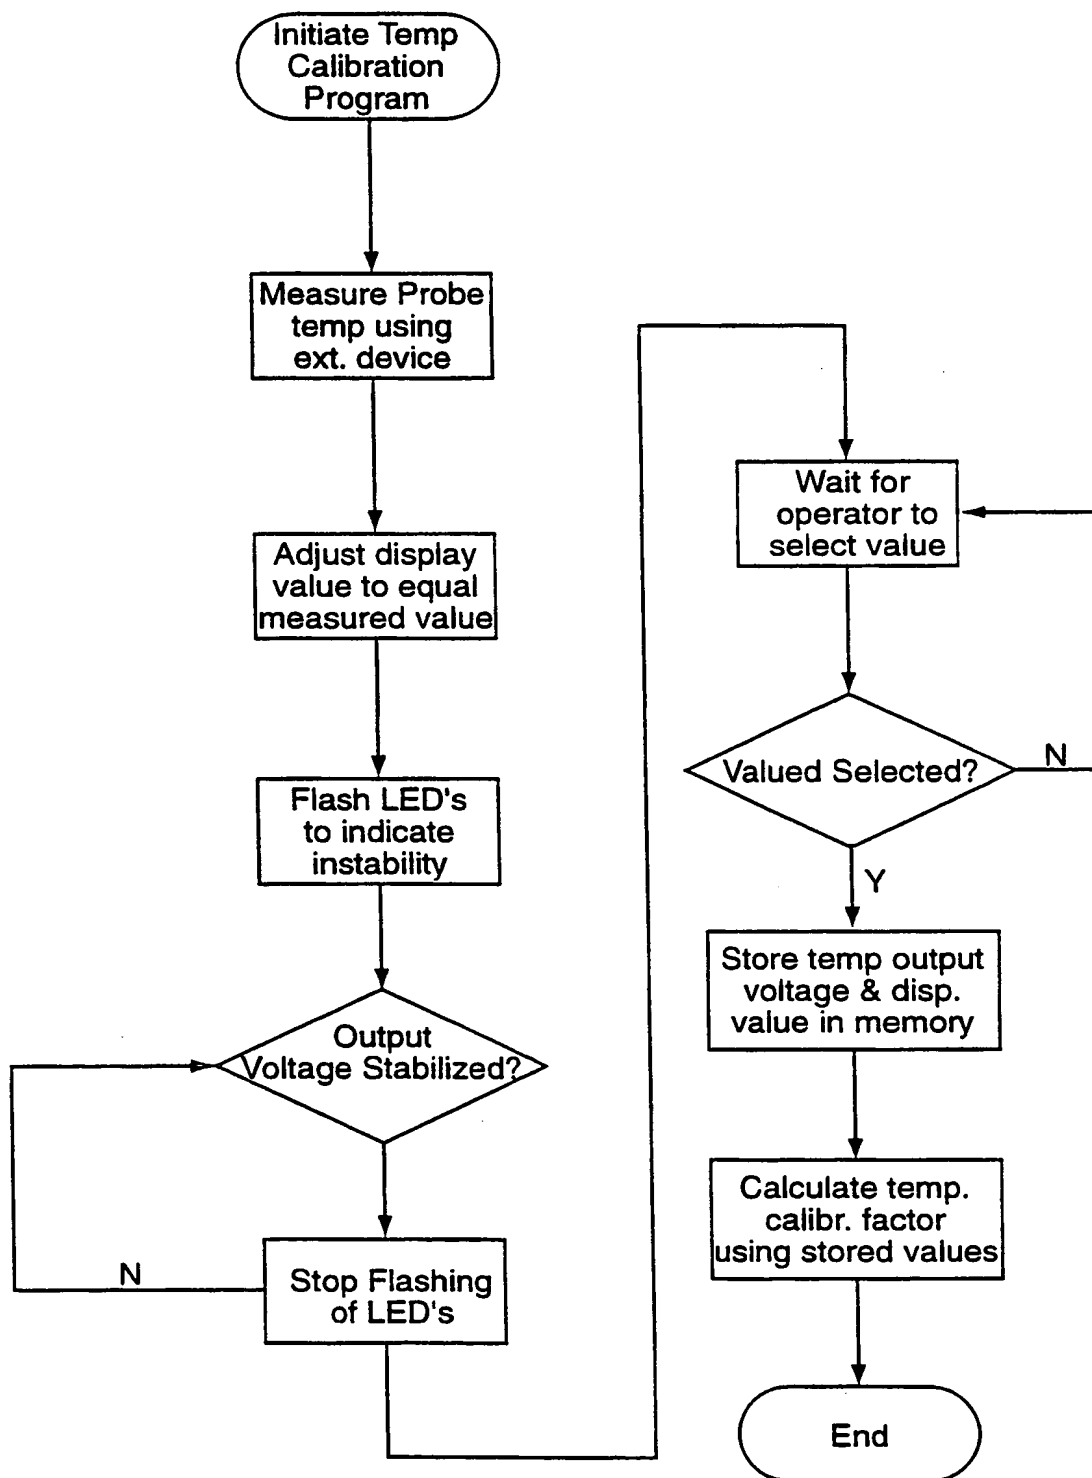 Initiate Temp
Calibration
Program
Measure Probe
temp using
ext. device
Adjust display
value to equal
measured value
Flash LED's
to indicate
instability
Output
Voltage Stabilized?
N
Stop Flashing
of LED's
Wait for
operator to
select value
Valued Selected?
N
Y
Store temp output
voltage & disp.
value in memory
Calculate temp.
calibr. factor
using stored values
End